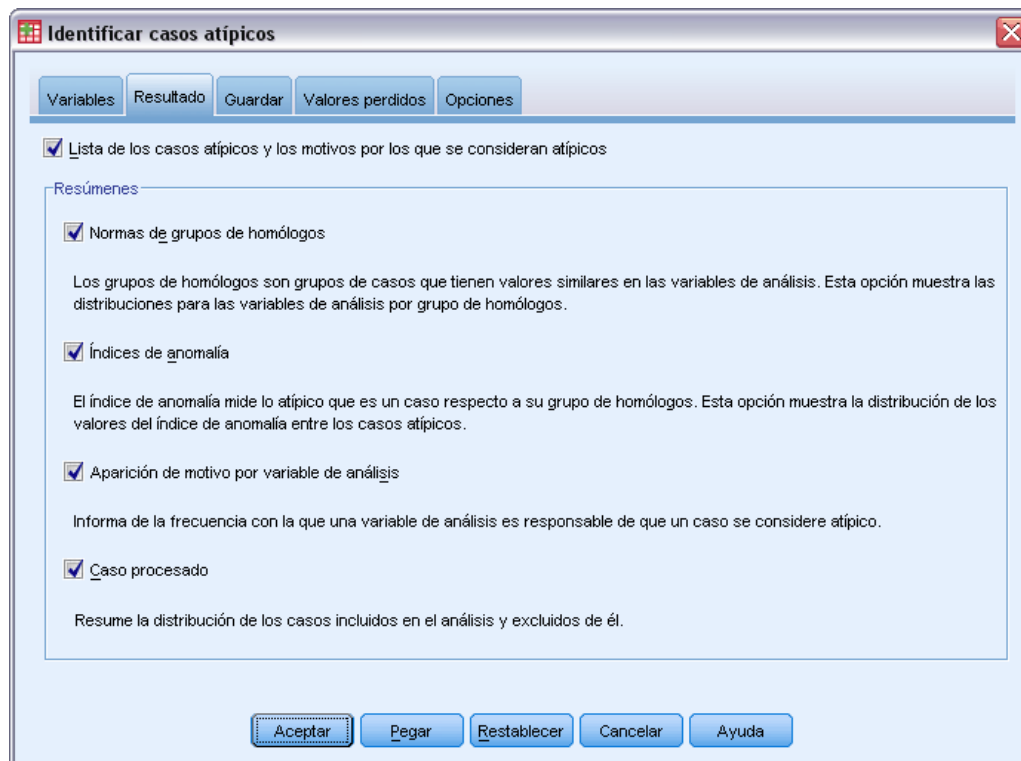 Identificar casos atípicos
Variables
Resultado
Guardar
Valores perdidos
Opciones
Lista de los casos atípicos y los motivos por los que se consideran atípicos
Resúmenes
Normas de grupos de homólogos
Los grupos de homólogos son grupos de casos que tienen valores similares en las variables de análisis. Esta opción muestra las
distribuciones para las variables de análisis por grupo de homólogos.
Índices de anomalía
El índice de anomalía mide lo atípico que es un caso respecto a su grupo de homólogos. Esta opción muestra la distribución de los
valores del índice de anomalía entre los casos atípicos.
Aparición de motivo por variable de análisis
Informa de la frecuencia con la que una variable de análisis es responsable de que un caso se considere atípico.
Caso procesado
Resume la distribución de los casos incluidos en el análisis y excluidos de él.
Aceptar
Pegar
Restablecer
Cancelar
Ayuda